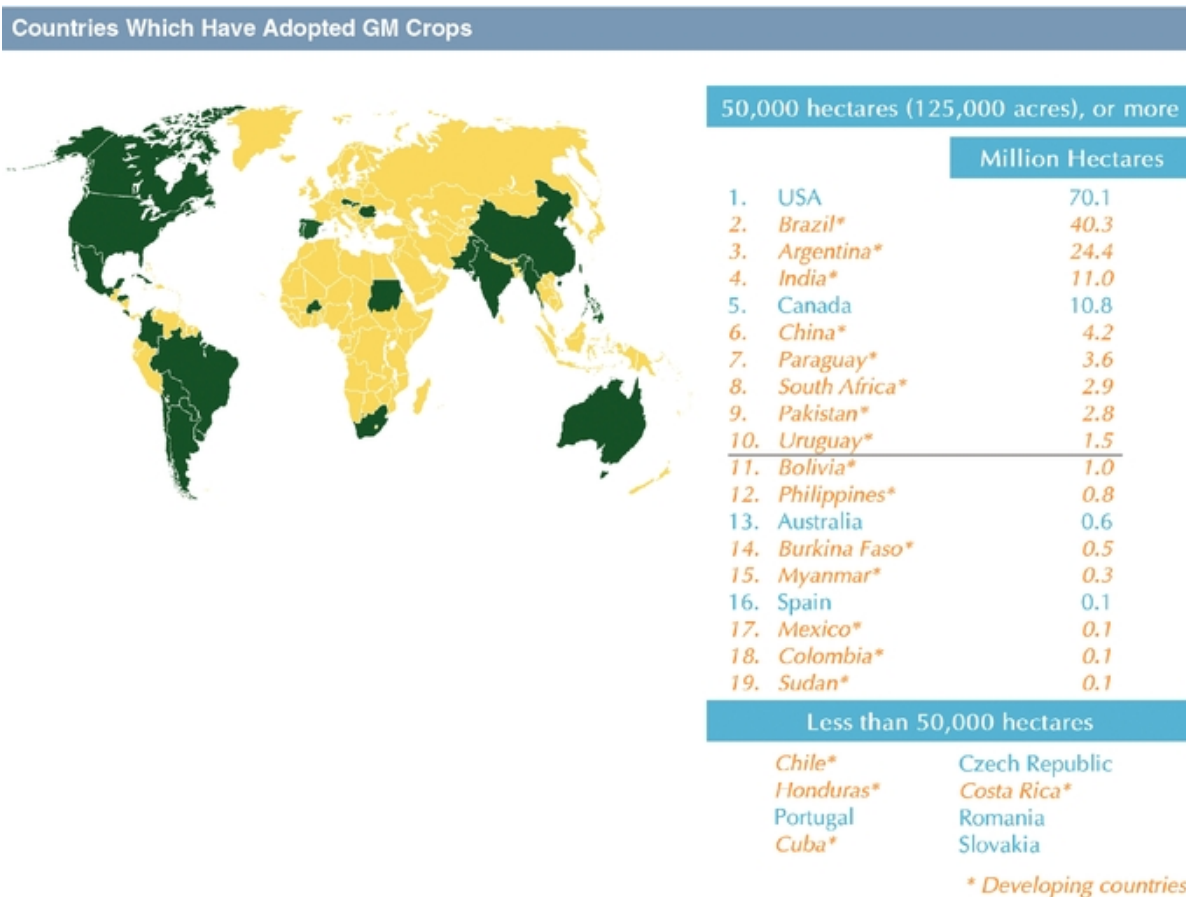 Countries Which Have Adopted GM Crops
50,000 hectares (125,000 acres), or more
Million Hectares
1. USA 70.1
2. Brazil* 40.3
3. Argentina* 24.4
4. India* 11.0
5. Canada 10.8
6. China* 4.2
7. Paraguay* 3.6
8. South Africa* 2.9
9. Pakistan* 2.8
10. Uruguay* 1.5
11. Bolivia* 1.0
12. Philippines* 0.8
13. Australia 0.6
14. Burkina Faso* 0.5
15. Myanmar* 0.3
16. Spain 0.1
17. Mexico* 0.1
18. Colombia* 0.1
19. Sudan* 0.1
Less than 50,000 hectares
Chile* Czech Republic
Honduras* Costa Rica*
Portugal Romania
Cuba* Slovakia
* Developing countries